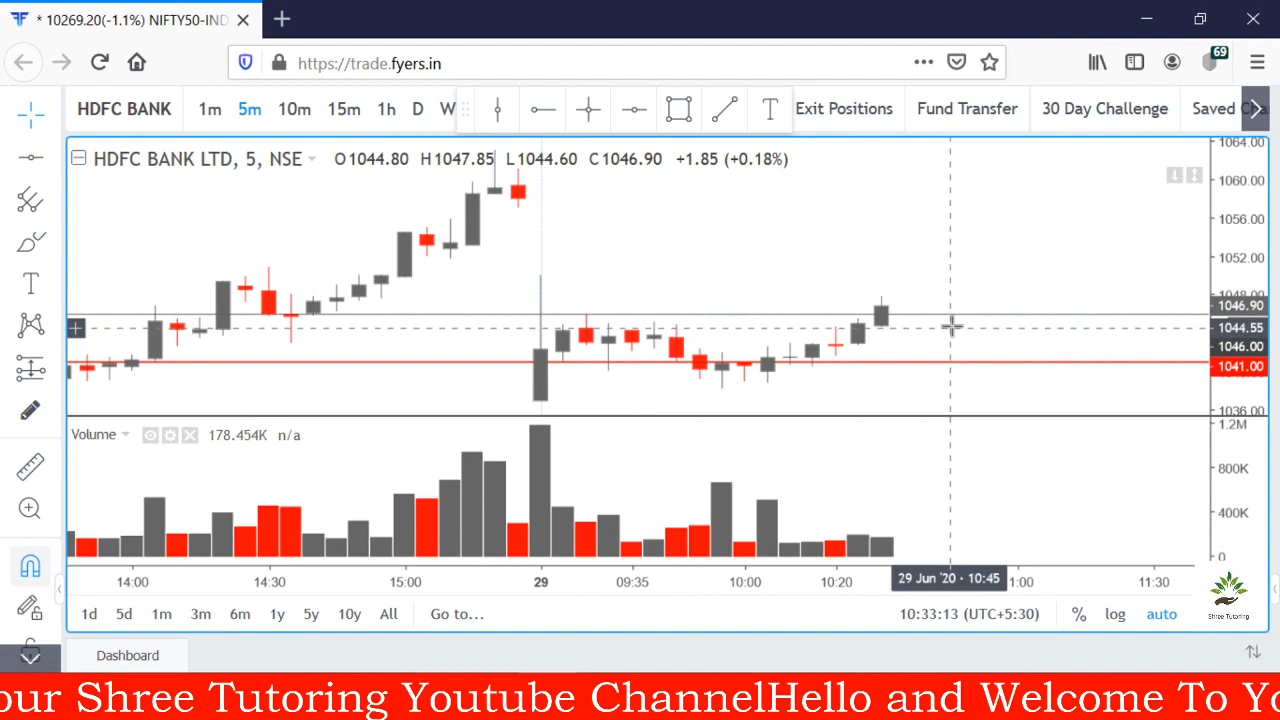 * 10269.20(-1.1%) NIFTY50-IND
https://trade.fyers.in
69
HDFC BANK 1m 5m 10m 15m 1h D W Exit Positions Fund Transfer 30 Day Challenge Saved Cha
HDFC BANK LTD, 5, NSE O1044.80 H1047.85 L1044.60 C1046.90 +1.85 (+0.18%)
1064.00
1060.00
1056.00
1052.00
1048.00
1046.90
1044.55
1046.00
1041.00
1036.00
Volume 178.454K n/a
1.2M
800K
400K
0
14:00 14:30 15:00 29 09:35 10:00 10:20 29 Jun '20 · 10:45 1:00 11:30
1d 5d 1m 3m 6m 1y 5y 10y All Go to... 10:33:13 (UTC+5:30) % log auto
Shree Tutoring
Dashboard
our Shree Tutoring Youtube ChannelHello and Welcome To Yo